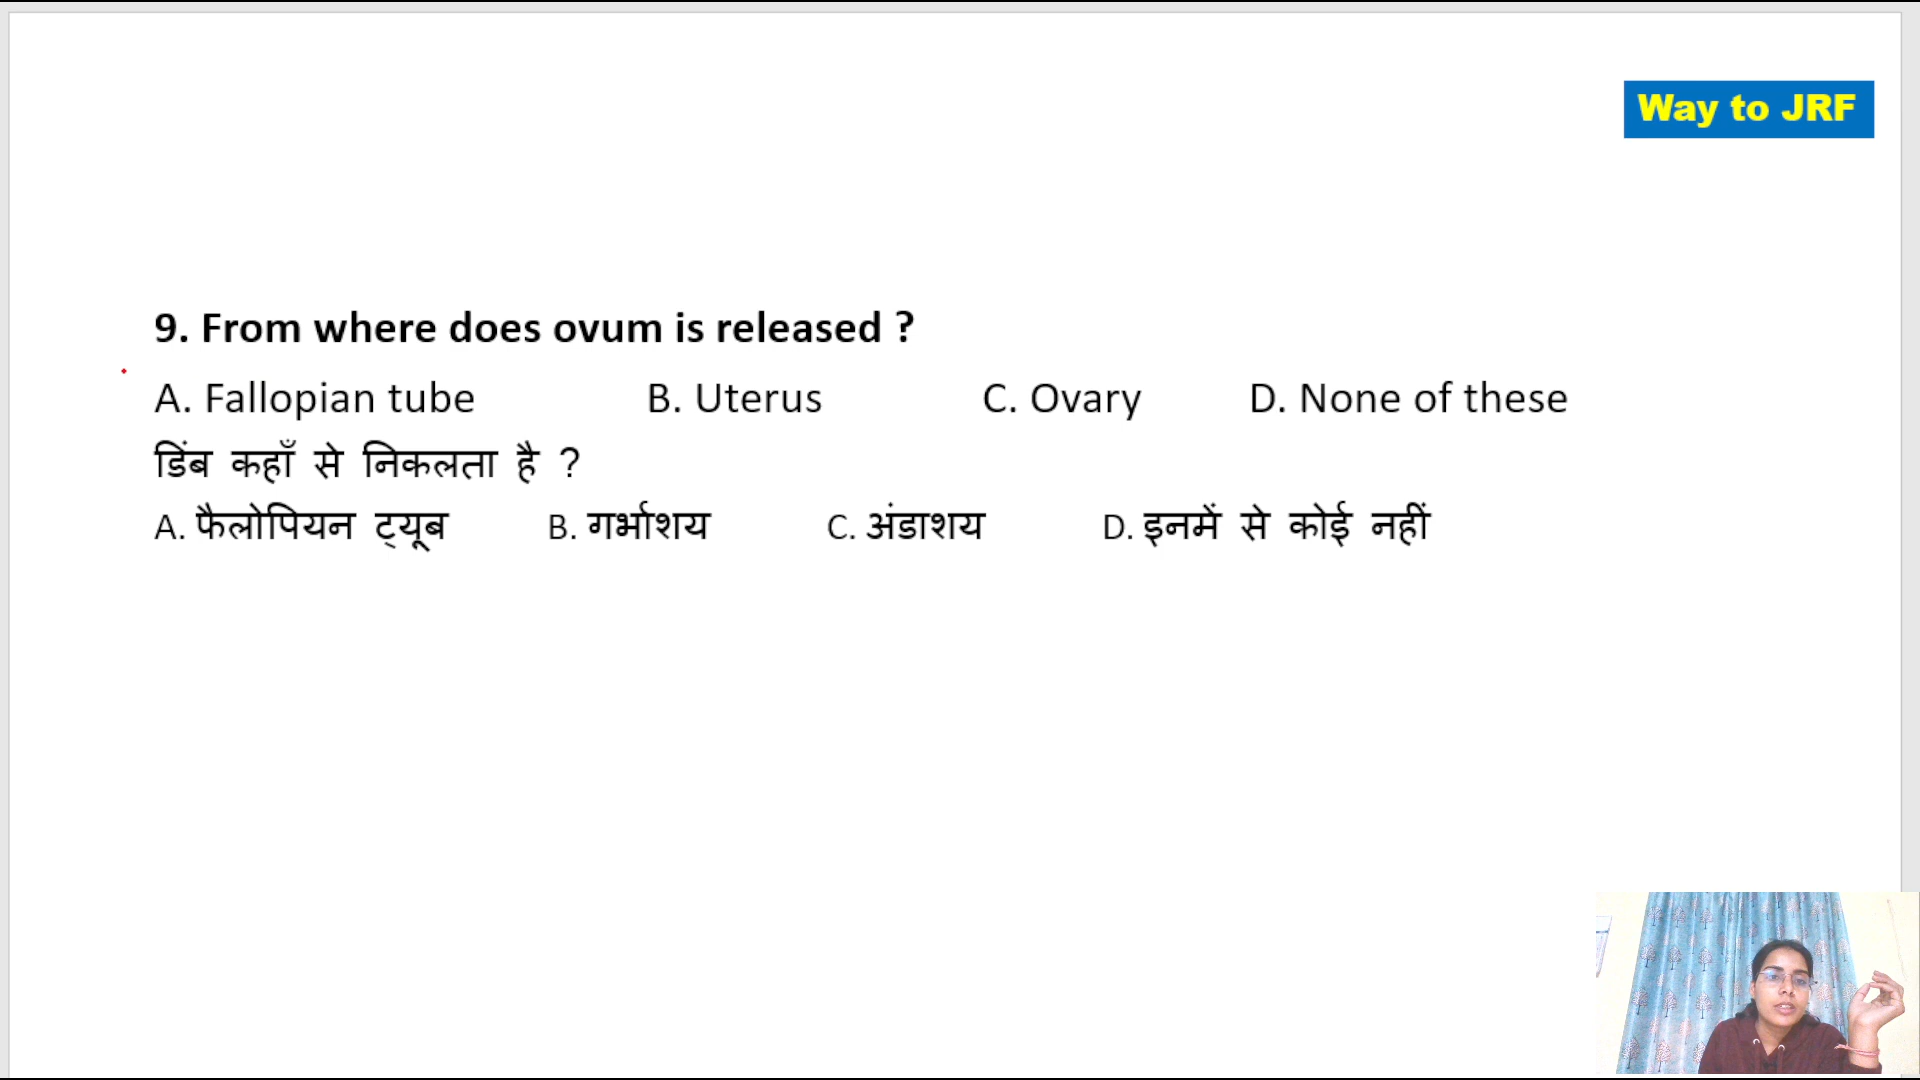 Way to JRF
9. From where does ovum is released ?
A. Fallopian tube B. Uterus C. Ovary D. None of these
डिंब कहाँ से निकलता है ?
A. फैलोपियन ट्यूब B. गर्भाशय C. अंडाशय D. इनमें से कोई नहीं